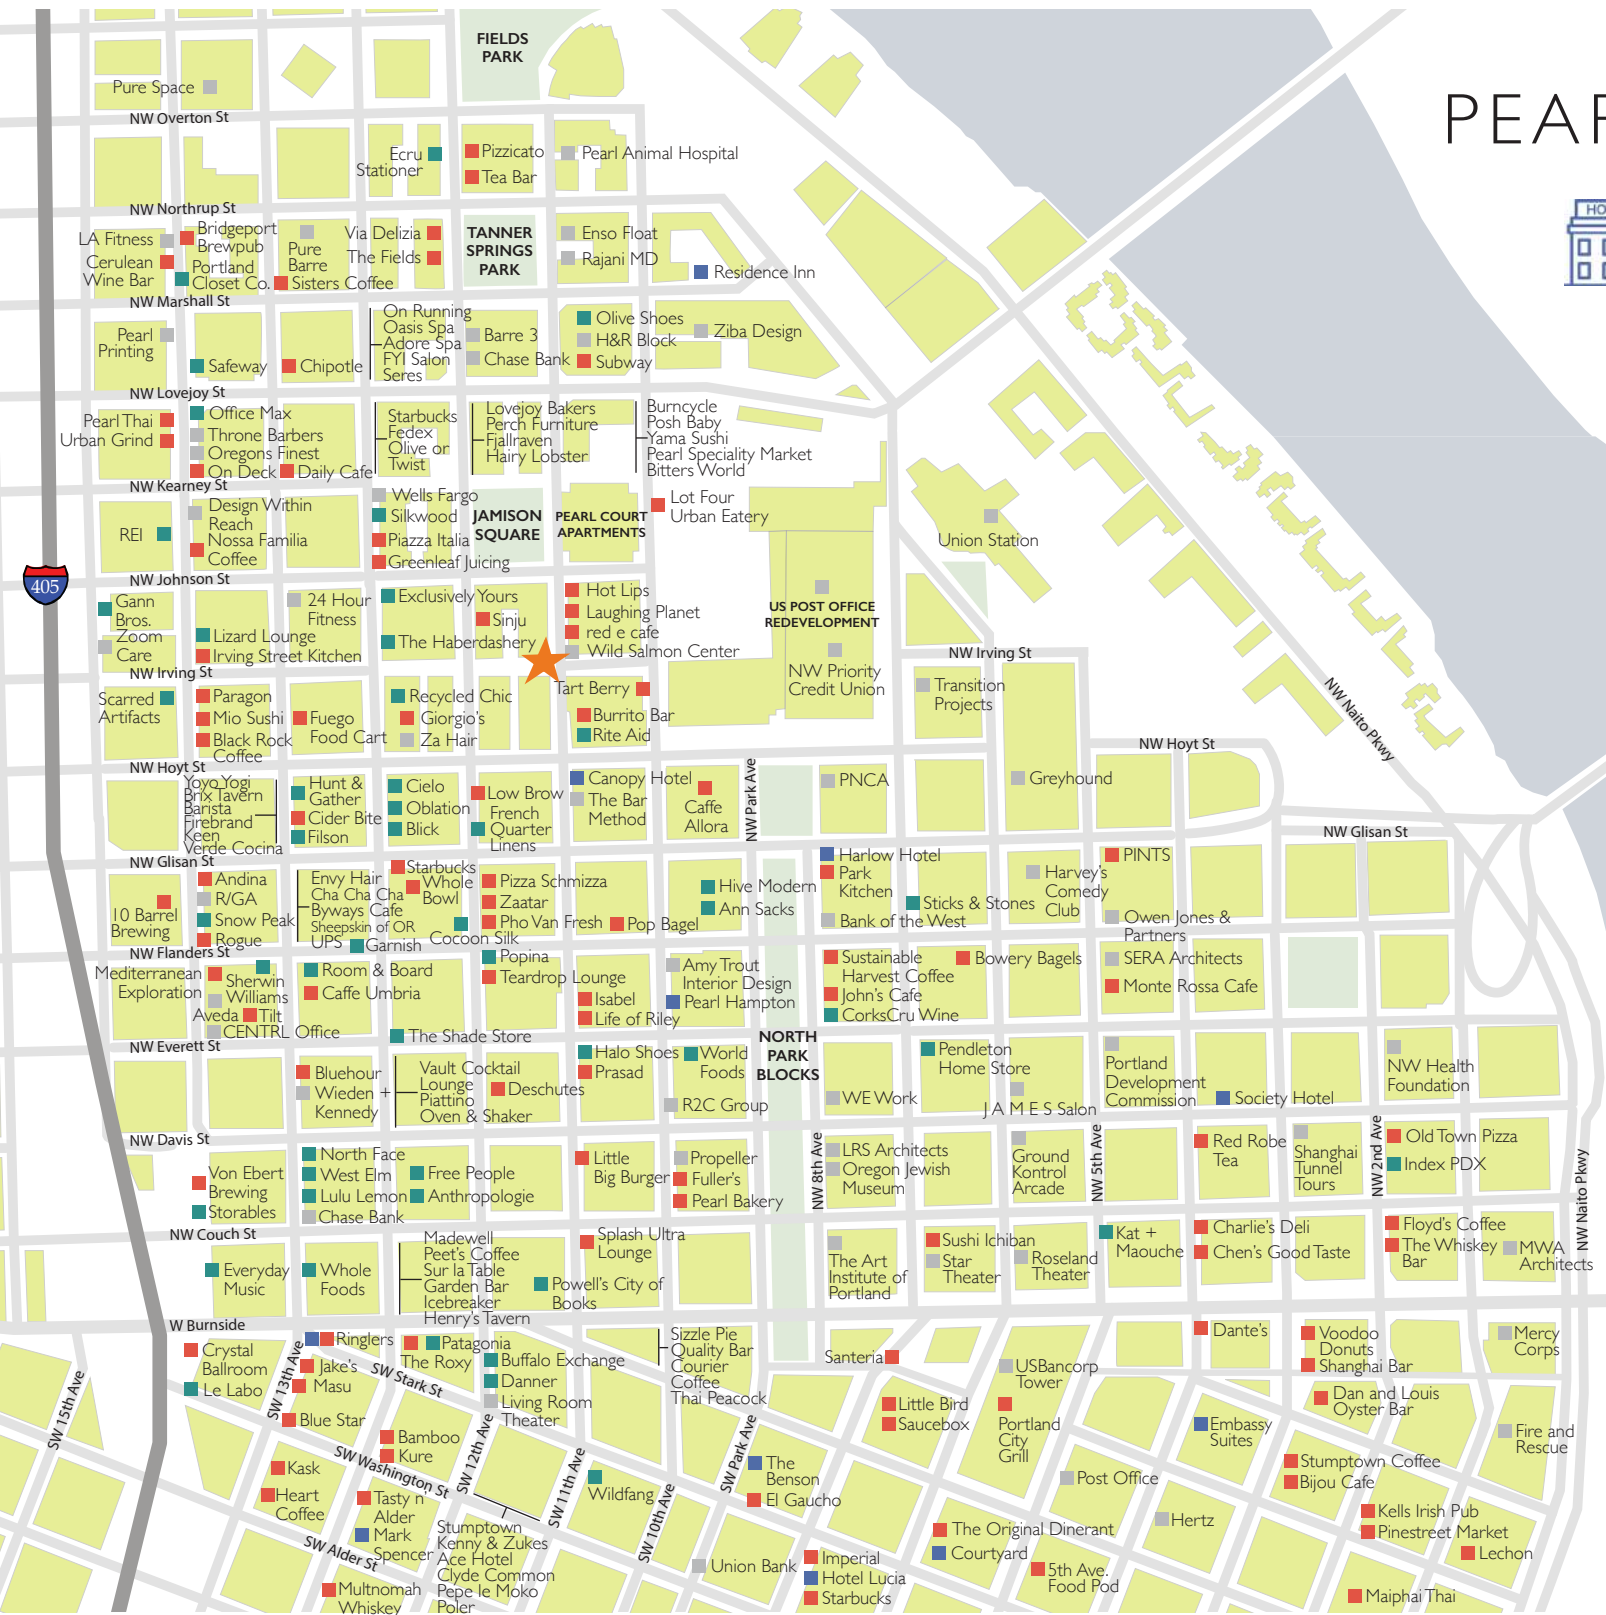 FIELDS
PARK
PEAR
HO
Pure Space
NW Overton St
Ecru
Stationer
Pizzicato
Tea Bar
Pearl Animal Hospital
NW Northrup St
LA Fitness
Bridgeport
Brewpub
Cerulean
Wine Bar
Portland
Closet Co.
Pure
Barre
Sisters Coffee
Via Delizia
The Fields
TANNER
SPRINGS
PARK
Enso Float
Rajani MD
Residence Inn
NW Marshall St
Pearl
Printing
Safeway
Chipotle
On Running
Oasis Spa
Adore Spa
FYI Salon
Seres
Barre 3
Chase Bank
Olive Shoes
H&R Block
Subway
Ziba Design
NW Lovejoy St
Pearl Thai
Urban Grind
Office Max
Throne Barbers
Oregons Finest
On Deck
Daily Cafe
Starbucks
Fedex
Olive or
Twist
Lovejoy Bakers
Perch Furniture
Fjallraven
Hairy Lobster
Burncycle
Posh Baby
Yama Sushi
Pearl Speciality Market
Bitters World
NW Kearney St
REI
Design Within
Reach
Nossa Familia
Coffee
Wells Fargo
Silkwood
Piazza Italia
Greenleaf Juicing
JAMISON
SQUARE
PEARL COURT
APARTMENTS
Lot Four
Urban Eatery
Union Station
NW Johnson St
405
Gann
Bros.
Zoom
Care
24 Hour
Fitness
Lizard Lounge
Irving Street Kitchen
Exclusively Yours
Sinju
The Haberdashery
Hot Lips
Laughing Planet
red e cafe
Wild Salmon Center
US POST OFFICE
REDEVELOPMENT
NW Priority
Credit Union
NW Irving St
NW Irving St
Scarred
Artifacts
Paragon
Mio Sushi
Black Rock
Coffee
Fuego
Food Cart
Recycled Chic
Giorgio's
Za Hair
Tart Berry
Burrito Bar
Rite Aid
Transition
Projects
NW Naito Pkwy
NW Hoyt St
NW Hoyt St
Yoyo Yogi
Brix Tavern
Barista
Firebrand
Keen
Verde Cocina
Hunt &
Gather
Cider Bite
Filson
Cielo
Oblation
Blick
Low Brow
French
Quarter
Linens
Canopy Hotel
The Bar
Method
Caffe
Allora
NW Park Ave
PNCA
Greyhound
NW Glisan St
NW Glisan St
10 Barrel
Brewing
Andina
R/GA
Snow Peak
Rogue
Envy Hair
Cha Cha Cha
Byways Cafe
Sheepskin of OR
UPS
Garnish
Starbucks
Whole
Bowl
Cocoon Silk
Pizza Schmizza
Zaatar
Pho Van Fresh
Pop Bagel
Hive Modern
Ann Sacks
Harlow Hotel
Park
Kitchen
Bank of the West
Sticks & Stones
Harvey's
Comedy
Club
PINTS
Owen Jones &
Partners
NW Flanders St
Mediterranean
Exploration
Sherwin
Williams
Aveda
Tilt
CENTRL Office
Room & Board
Caffe Umbria
The Shade Store
Popina
Teardrop Lounge
Isabel
Life of Riley
Amy Trout
Interior Design
Pearl Hampton
Sustainable
Harvest Coffee
John's Cafe
CorksCru Wine
Bowery Bagels
SERA Architects
Monte Rossa Cafe
NORTH
PARK
BLOCKS
NW Everett St
Bluehour
Wieden +
Kennedy
Vault Cocktail
Lounge
Piattino
Oven & Shaker
Deschutes
Halo Shoes
Prasad
World
Foods
R2C Group
WE Work
Pendleton
Home Store
J A M E S Salon
Portland
Development
Commission
Society Hotel
NW Health
Foundation
NW Davis St
Von Ebert
Brewing
Storables
North Face
West Elm
Lulu Lemon
Chase Bank
Free People
Anthropologie
Little
Big Burger
Propeller
Fuller's
Pearl Bakery
NW 8th Ave
LRS Architects
Oregon Jewish
Museum
Ground
Kontrol
Arcade
NW 5th Ave
Red Robe
Tea
Shanghai
Tunnel
Tours
NW 2nd Ave
Old Town Pizza
Index PDX
NW Naito Pkwy
NW Couch St
Everyday
Music
Whole
Foods
Madewell
Peet's Coffee
Sur la Table
Garden Bar
Icebreaker
Henry's Tavern
Splash Ultra
Lounge
Powell's City of
Books
The Art
Institute of
Portland
Sushi Ichiban
Star
Theater
Roseland
Theater
Kat +
Maouche
Charlie's Deli
Chen's Good Taste
Floyd's Coffee
The Whiskey
Bar
MWA
Architects
W Burnside
Crystal
Ballroom
Le Labo
SW 13th Ave
Ringlers
Jake's
Masu
Blue Star
SW Stark St
The Roxy
Patagonia
Buffalo Exchange
Danner
Living Room
Theater
Sizzle Pie
Quality Bar
Courier
Coffee
Thai Peacock
Santeria
USBancorp
Tower
Dante's
Voodoo
Donuts
Shanghai Bar
Mercy
Corps
Dan and Louis
Oyster Bar
SW 15th Ave
Bamboo
Kure
SW Washington St
SW 12th Ave
SW 11th Ave
Wildfang
SW 10th Ave
SW Park Ave
The
Benson
El Gaucho
Little Bird
Saucebox
Portland
City
Grill
Embassy
Suites
Fire and
Rescue
Post Office
Stumptown Coffee
Bijou Cafe
Kask
Heart
Coffee
Tasty n
Alder
Mark
Spencer
SW Alder St
Multnomah
Whiskey
Stumptown
Kenny & Zukes
Ace Hotel
Clyde Common
Pepe le Moko
Poler
Union Bank
Imperial
Hotel Lucia
Starbucks
The Original Dinerant
Courtyard
5th Ave.
Food Pod
Hertz
Kells Irish Pub
Pinestreet Market
Lechon
Maiphai Thai